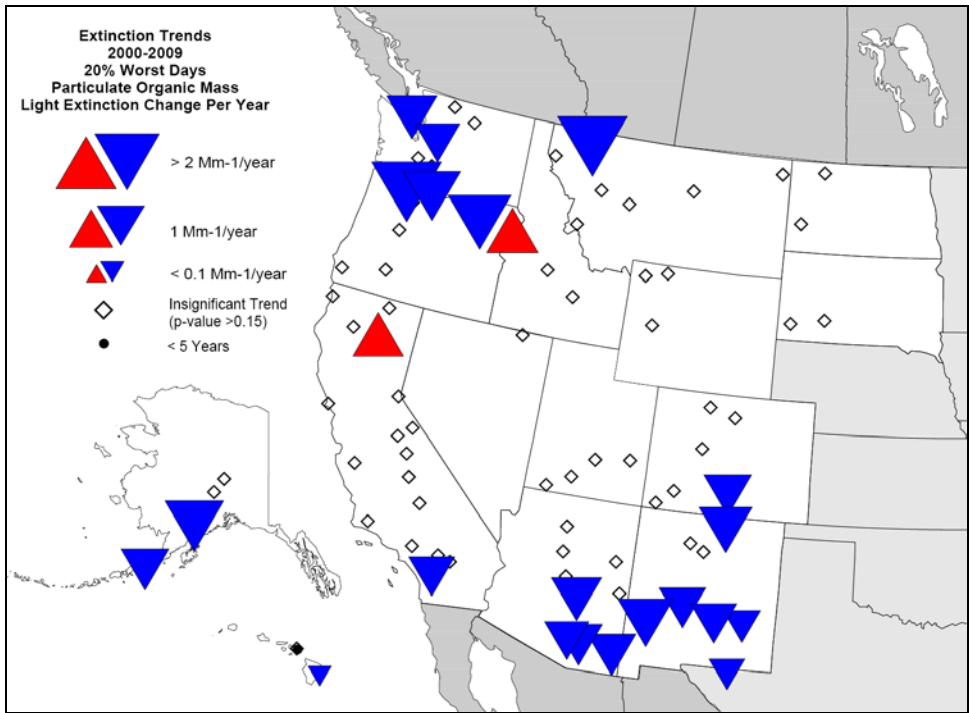 Extinction Trends
2000-2009
20% Worst Days
Particulate Organic Mass
Light Extinction Change Per Year
> 2 Mm-1/year
1 Mm-1/year
< 0.1 Mm-1/year
Insignificant Trend
(p-value >0.15)
< 5 Years